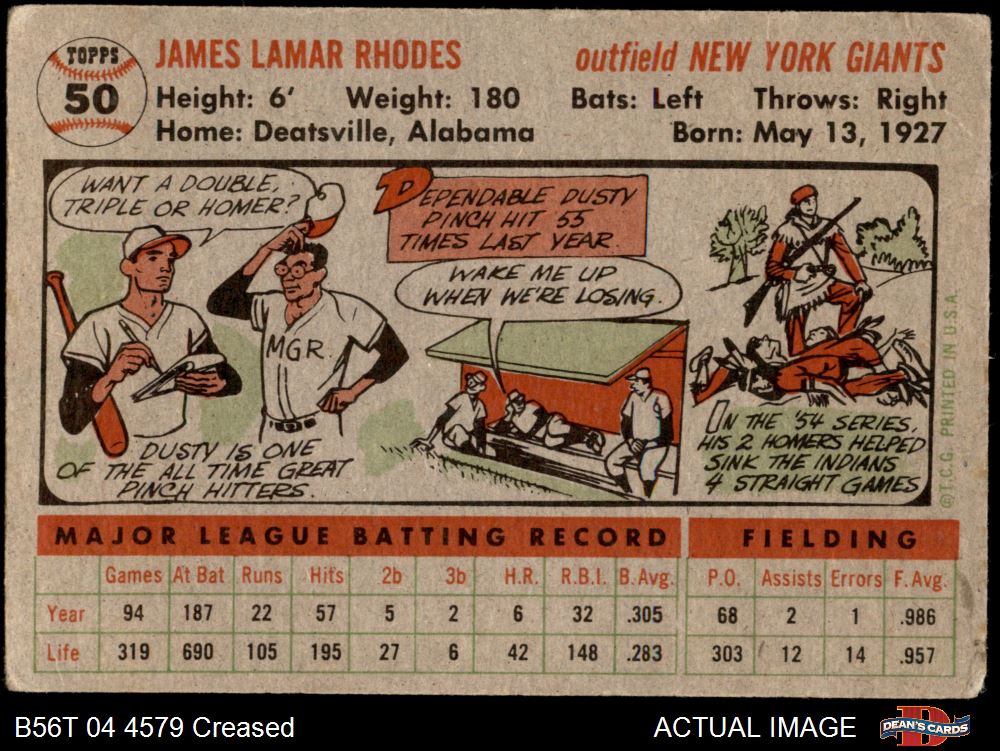 TOPPS
50
JAMES LAMAR RHODES
outfield NEW YORK GIANTS
Height: 6' Weight: 180 Bats: Left Throws: Right
Home: Deatsville, Alabama Born: May 13, 1927
WANT A DOUBLE,
TRIPLE OR HOMER?
MGR.
DUSTY IS ONE
OF THE ALL TIME GREAT
PINCH HITTERS.
DEPENDABLE DUSTY
PINCH HIT 55
TIMES LAST YEAR.
WAKE ME UP
WHEN WE'RE LOSING.
IN THE '54 SERIES,
HIS 2 HOMERS HELPED
SINK THE INDIANS
4 STRAIGHT GAMES
©T.C.G. PRINTED IN U.S.A.
MAJOR LEAGUE BATTING RECORD FIELDING
Games At Bat Runs Hits 2b 3b H.R. R.B.I. B.Avg. P.O. Assists Errors F.Avg.
Year 94 187 22 57 5 2 6 32 .305 68 2 1 .986
Life 319 690 105 195 27 6 42 148 .283 303 12 14 .957
B56T 04 4579 Creased
ACTUAL IMAGE
DEAN'S CARDS